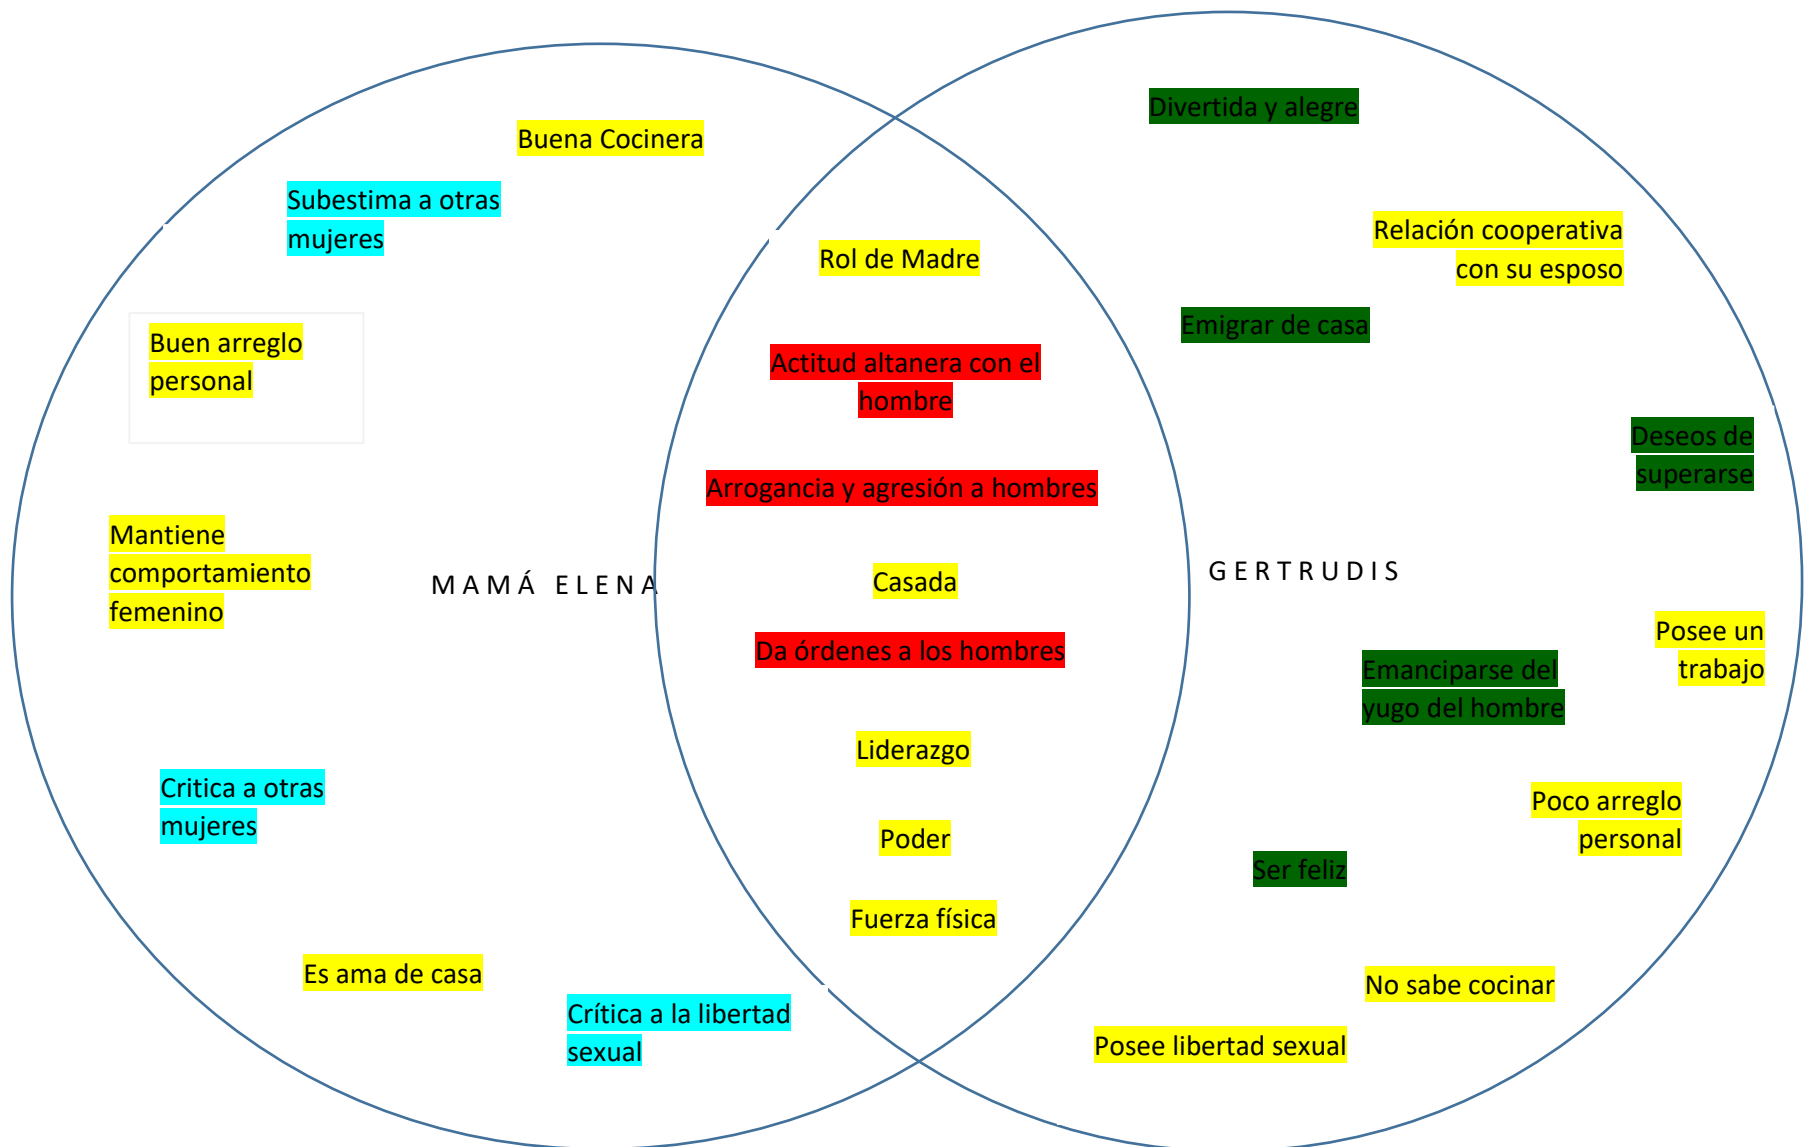 Buena Cocinera
Subestima a otras
mujeres
Buen arreglo
personal
Mantiene
comportamiento
femenino
MAMÁ ELENA
Critica a otras
mujeres
Es ama de casa
Crítica a la libertad
sexual
Rol de Madre
Actitud altanera con el
hombre
Arrogancia y agresión a hombres
Casada
Da órdenes a los hombres
Liderazgo
Poder
Fuerza física
Divertida y alegre
Relación cooperativa
con su esposo
Emigrar de casa
Deseos de
superarse
GERTRUDIS
Posee un
trabajo
Emanciparse del
yugo del hombre
Poco arreglo
personal
Ser feliz
No sabe cocinar
Posee libertad sexual